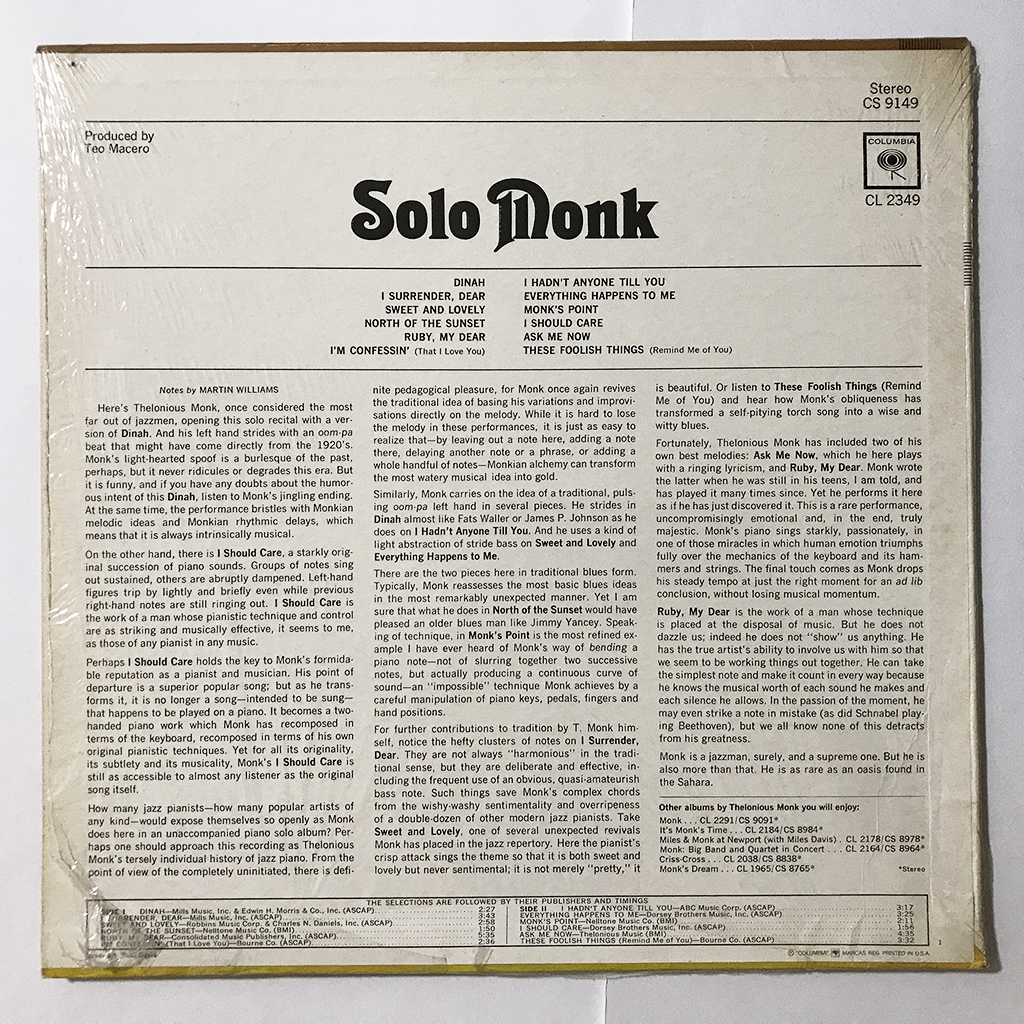 Stereo
CS 9149
Produced by
Teo Macero
COLUMBIA
CL 2349
Solo Monk
DINAH
I SURRENDER, DEAR
SWEET AND LOVELY
NORTH OF THE SUNSET
RUBY, MY DEAR
I'M CONFESSIN' (That I Love You)
I HADN'T ANYONE TILL YOU
EVERYTHING HAPPENS TO ME
MONK'S POINT
I SHOULD CARE
ASK ME NOW
THESE FOOLISH THINGS (Remind Me of You)
Notes by MARTIN WILLIAMS
Here's Thelonious Monk, once considered the most
far out of jazzmen, opening this solo recital with a ver-
sion of Dinah. And his left hand strides with an oom-pa
beat that might have come directly from the 1920's.
Monk's light-hearted spoof is a burlesque of the past,
perhaps, but it never ridicules or degrades this era. But
it is funny, and if you have any doubts about the humor-
ous intent of this Dinah, listen to Monk's jingling ending.
At the same time, the performance bristles with Monkian
melodic ideas and Monkian rhythmic delays, which
means that it is always intrinsically musical.
On the other hand, there is I Should Care, a starkly orig-
inal succession of piano sounds. Groups of notes sing
out sustained, others are abruptly dampened. Left-hand
figures trip by lightly and briefly even while previous
right-hand notes are still ringing out. I Should Care is
the work of a man whose pianistic technique and control
are as striking and musically effective, it seems to me,
as those of any pianist in any music.
Perhaps I Should Care holds the key to Monk's formida-
ble reputation as a pianist and musician. His point of
departure is a superior popular song; but as he trans-
forms it, it is no longer a song—intended to be sung—
that happens to be played on a piano. It becomes a two-
handed piano work which Monk has recomposed in
terms of the keyboard, recomposed in terms of his own
original pianistic techniques. Yet for all its originality,
its subtlety and its musicality, Monk's I Should Care is
still as accessible to almost any listener as the original
song itself.
How many jazz pianists—how many popular artists of
any kind—would expose themselves so openly as Monk
does here in an unaccompanied piano solo album? Per-
haps one should approach this recording as Thelonious
Monk's tersely individual history of jazz piano. From the
point of view of the completely uninitiated, there is defi-
nite pedagogical pleasure, for Monk once again revives
the traditional idea of basing his variations and improvi-
sations directly on the melody. While it is hard to lose
the melody in these performances, it is just as easy to
realize that—by leaving out a note here, adding a note
there, delaying another note or a phrase, or adding a
whole handful of notes—Monkian alchemy can transform
the most watery musical idea into gold.
Similarly, Monk carries on the idea of a traditional, puls-
ing oom-pa left hand in several pieces. He strides in
Dinah almost like Fats Waller or James P. Johnson as he
does on I Hadn't Anyone Till You. And he uses a kind of
light abstraction of stride bass on Sweet and Lovely and
Everything Happens to Me.
There are the two pieces here in traditional blues form.
Typically, Monk reassesses the most basic blues ideas
in the most remarkably unexpected manner. Yet I am
sure that what he does in North of the Sunset would have
pleased an older blues man like Jimmy Yancey. Speak-
ing of technique, in Monk's Point is the most refined ex-
ample I have ever heard of Monk's way of bending a
piano note—not of slurring together two successive
notes, but actually producing a continuous curve of
sound—an "impossible" technique Monk achieves by a
careful manipulation of piano keys, pedals, fingers and
hand positions.
For further contributions to tradition by T. Monk him-
self, notice the hefty clusters of notes on I Surrender,
Dear. They are not always "harmonious" in the tradi-
tional sense, but they are deliberate and effective, in-
cluding the frequent use of an obvious, quasi-amateurish
bass note. Such things save Monk's complex chords
from the wishy-washy sentimentality and overripeness
of a double-dozen of other modern jazz pianists. Take
Sweet and Lovely, one of several unexpected revivals
Monk has placed in the jazz repertory. Here the pianist's
crisp attack sings the theme so that it is both sweet and
lovely but never sentimental; it is not merely "pretty," it
is beautiful. Or listen to These Foolish Things (Remind
Me of You) and hear how Monk's obliqueness has
transformed a self-pitying torch song into a wise and
witty blues.
Fortunately, Thelonious Monk has included two of his
own best melodies: Ask Me Now, which he here plays
with a ringing lyricism, and Ruby, My Dear. Monk wrote
the latter when he was still in his teens, I am told, and
has played it many times since. Yet he performs it here
as if he has just discovered it. This is a rare performance,
uncompromisingly emotional and, in the end, truly
majestic. Monk's piano sings starkly, passionately, in
one of those miracles in which human emotion triumphs
fully over the mechanics of the keyboard and its ham-
mers and strings. The final touch comes as Monk drops
his steady tempo at just the right moment for an ad lib
conclusion, without losing musical momentum.
Ruby, My Dear is the work of a man whose technique
is placed at the disposal of music. But he does not
dazzle us; indeed he does not "show" us anything. He
has the true artist's ability to involve us with him so that
we seem to be working things out together. He can take
the simplest note and make it count in every way because
he knows the musical worth of each sound he makes and
each silence he allows. In the passion of the moment, he
may even strike a note in mistake (as did Schnabel play-
ing Beethoven), but we all know none of this detracts
from his greatness.
Monk is a jazzman, surely, and a supreme one. But he is
also more than that. He is as rare as an oasis found in
the Sahara.
Other albums by Thelonious Monk you will enjoy:
Monk . . . CL 2291/CS 9091*
It's Monk's Time . . . CL 2184/CS 8984*
Miles & Monk at Newport (with Miles Davis) . CL 2178/CS 8978*
Monk: Big Band and Quartet in Concert . . . CL 2164/CS 8964*
Criss-Cross . . . CL 2038/CS 8838*
Monk's Dream . . . CL 1965/CS 8765*
*Stereo
THE SELECTIONS ARE FOLLOWED BY THEIR PUBLISHERS AND TIMINGS
SIDE I DINAH—Mills Music, Inc. & Edwin H. Morris & Co., Inc. (ASCAP) 2:27
SURRENDER, DEAR—Mills Music, Inc. (ASCAP) 3:43
SWEET AND LOVELY—Robbins Music Corp. & Charles N. Daniels, Inc. (ASCAP) 2:58
NORTH OF THE SUNSET—Nelltone Music Co. (BMI) 1:50
RUBY, MY DEAR—Consolidated Music Publishers, Inc. (ASCAP) 5:35
I'M CONFESSIN' (That I Love You)—Bourne Co. (ASCAP) 2:36
SIDE II I HADN'T ANYONE TILL YOU—ABC Music Corp. (ASCAP) 3:17
EVERYTHING HAPPENS TO ME—Dorsey Brothers Music, Inc. (ASCAP) 3:25
MONK'S POINT—Nelltone Music Co. (BMI) 2:11
I SHOULD CARE—Dorsey Brothers Music, Inc. (ASCAP) 1:56
ASK ME NOW—Thelonious Music (BMI) 4:35
THESE FOOLISH THINGS (Remind Me of You)—Bourne Co. (ASCAP) 3:32
1
® "COLUMBIA", MARCAS REG. PRINTED IN U.S.A.